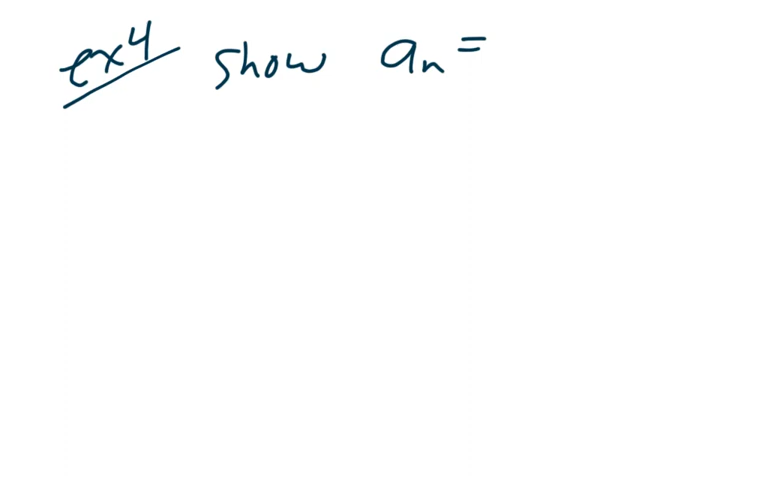 ex4 show aₙ =